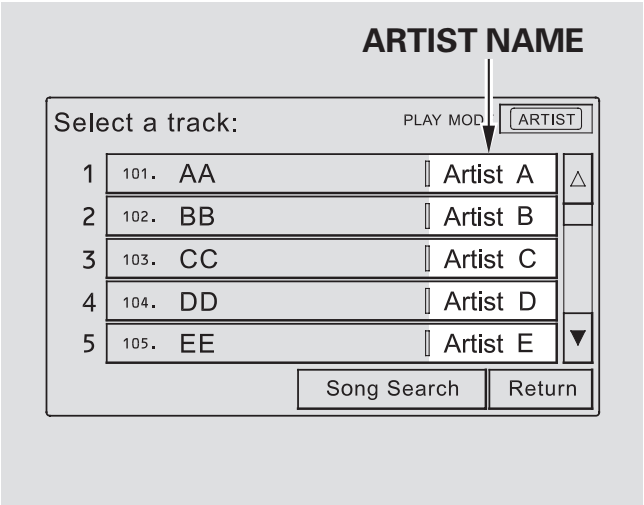 ARTIST NAME
Select a track: PLAY MODE ARTIST
1 101. AA Artist A
2 102. BB Artist B
3 103. CC Artist C
4 104. DD Artist D
5 105. EE Artist E
Song Search Return